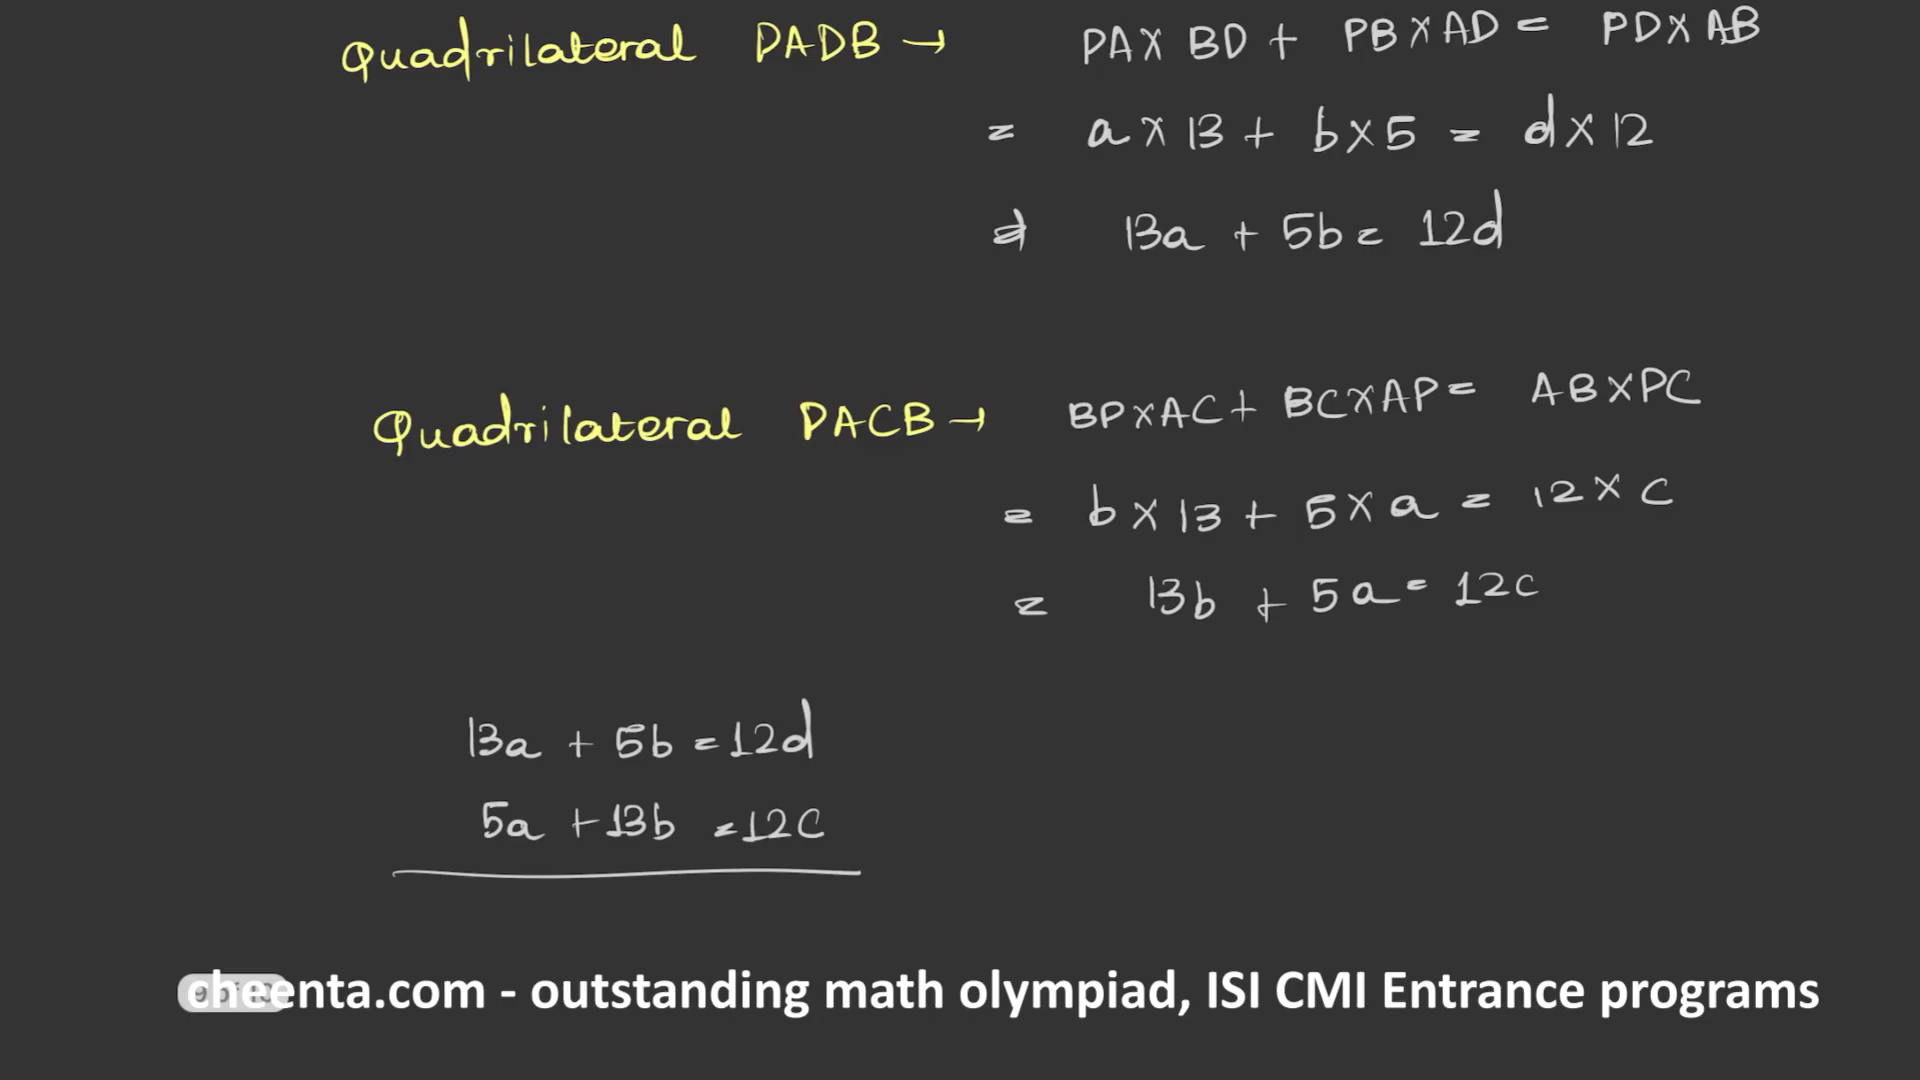 Quadrilateral PADB → PA X BD + PB X AD = PD X AB
= a x 13 + b x 5 = d x 12
⇒ 13a + 5b = 12d
Quadrilateral PACB → BP X AC + BC X AP = AB X PC
= b x 13 + 5 x a = 12 x c
= 13b + 5a = 12c
13a + 5b = 12d
5a + 13b = 12c
cheenta.com - outstanding math olympiad, ISI CMI Entrance programs